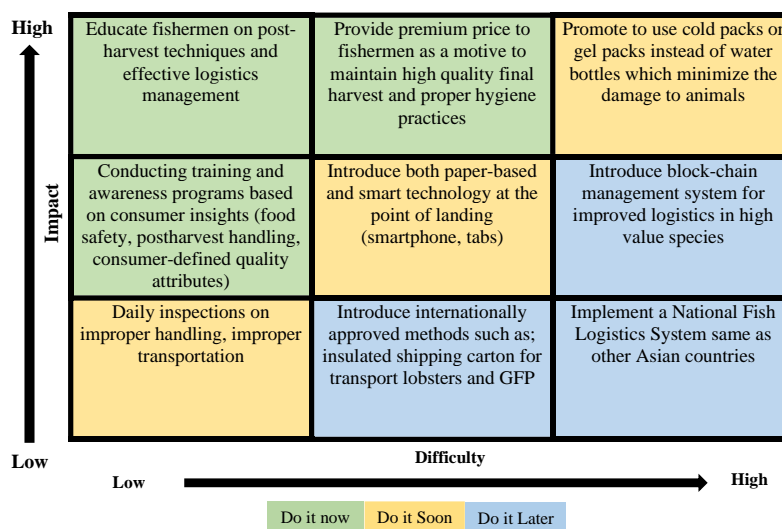 High
Educate fishermen on post-
harvest techniques and
effective logistics
management
Provide premium price to
fishermen as a motive to
maintain high quality final
harvest and proper hygiene
practices
Promote to use cold packs or
gel packs instead of water
bottles which minimize the
damage to animals
Impact
Conducting training and
awareness programs based
on consumer insights (food
safety, postharvest handling,
consumer-defined quality
attributes)
Introduce both paper-based
and smart technology at the
point of landing
(smartphone, tabs)
Introduce block-chain
management system for
improved logistics in high
value species
Daily inspections on
improper handling, improper
transportation
Introduce internationally
approved methods such as;
insulated shipping carton for
transport lobsters and GFP
Implement a National Fish
Logistics System same as
other Asian countries
Low
Difficulty
Low
High
Do it now
Do it Soon
Do it Later